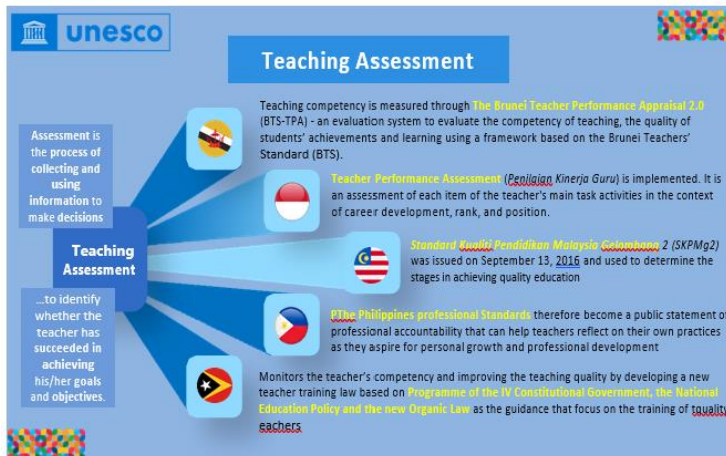 unesco
Teaching Assessment
Assessment is
the process of
collecting and
using
information to
make decisions
Teaching
Assessment
...to identify
whether the
teacher has
succeeded in
achieving
his/her goals
and objectives.
Teaching competency is measured through The Brunei Teacher Performance Appraisal 2.0
(BTS-TPA) - an evaluation system to evaluate the competency of teaching, the quality of
students' achievements and learning using a framework based on the Brunei Teachers'
Standard (BTS).
Teacher Performance Assessment (Penilaian Kinerja Guru) is implemented. It is
an assessment of each item of the teacher's main task activities in the context
of career development, rank, and position.
Standard Kualiti Pendidikan Malaysia Gelombang 2 (SKPMg2)
was issued on September 13, 2016 and used to determine the
stages in achieving quality education
PThe Philippines professional Standards therefore become a public statement of
professional accountability that can help teachers reflect on their own practices
as they aspire for personal growth and professional development
Monitors the teacher's competency and improving the teaching quality by developing a new
teacher training law based on Programme of the IV Constitutional Government, the National
Education Policy and the new Organic Law as the guidance that focus on the training of tquality
eachers